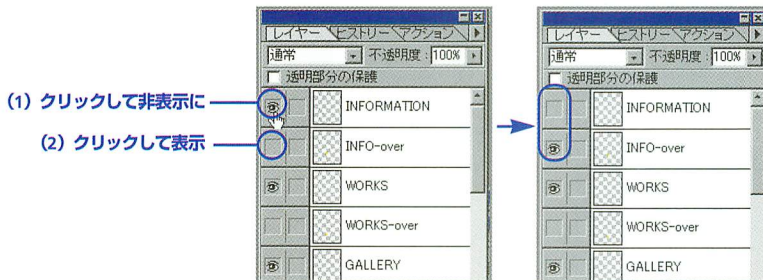 レイヤー ヒストリー アクション
通常 不透明度：100%
透明部分の保護
(1) クリックして非表示に
INFORMATION
(2) クリックして表示
INFO-over
WORKS
WORKS-over
GALLERY
レイヤー ヒストリー アクション
通常 不透明度：100%
透明部分の保護
INFORMATION
INFO-over
WORKS
WORKS-over
GALLERY